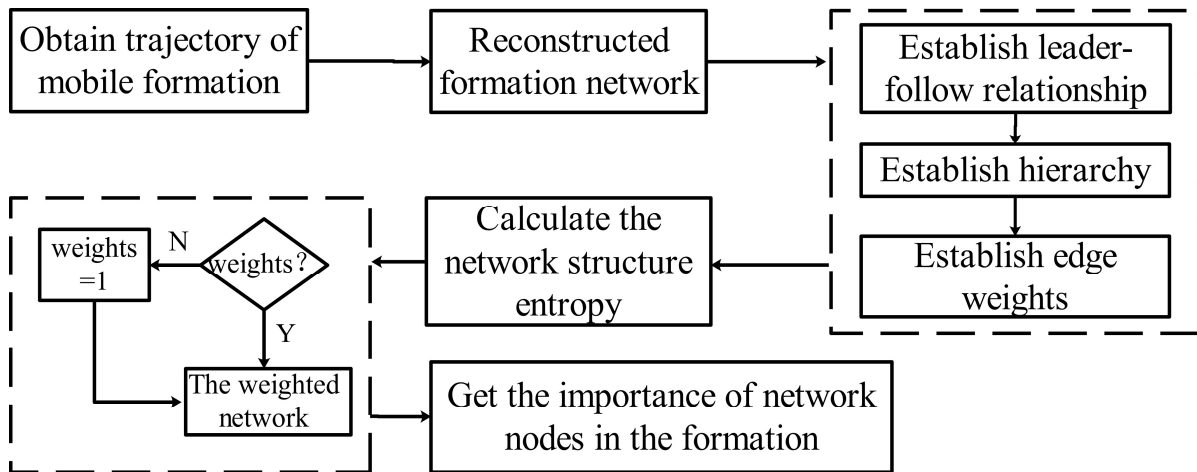 Obtain trajectory of
mobile formation
Reconstructed
formation network
Establish leader-
follow relationship
Establish hierarchy
Establish edge
weights
Calculate the
network structure
entropy
weights?
N
weights
=1
Y
The weighted
network
Get the importance of network
nodes in the formation